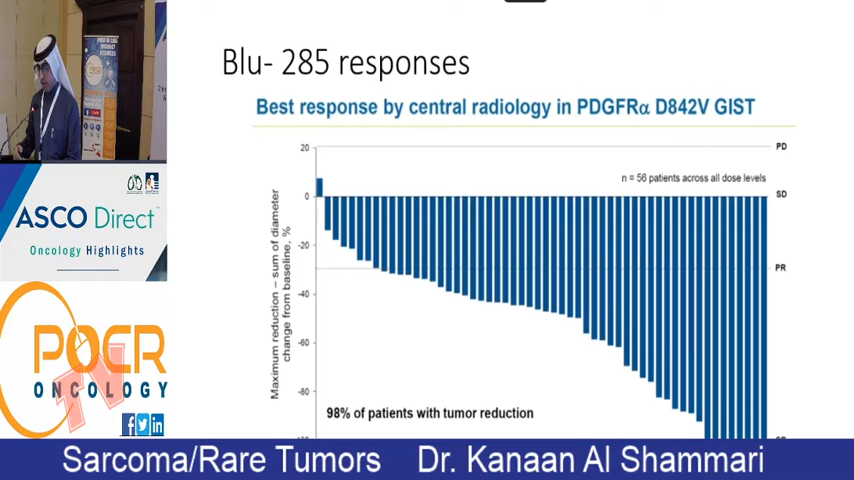 Blu- 285 responses
Best response by central radiology in PDGFRα D842V GIST
Maximum reduction – sum of diameter
change from baseline, %
20
0
-20
-40
-60
-80
PD
SD
PR
n = 56 patients across all dose levels
98% of patients with tumor reduction
ASCO Direct™
Oncology Highlights
POCR
ONCOLOGY
TV
Sarcoma/Rare Tumors Dr. Kanaan Al Shammari